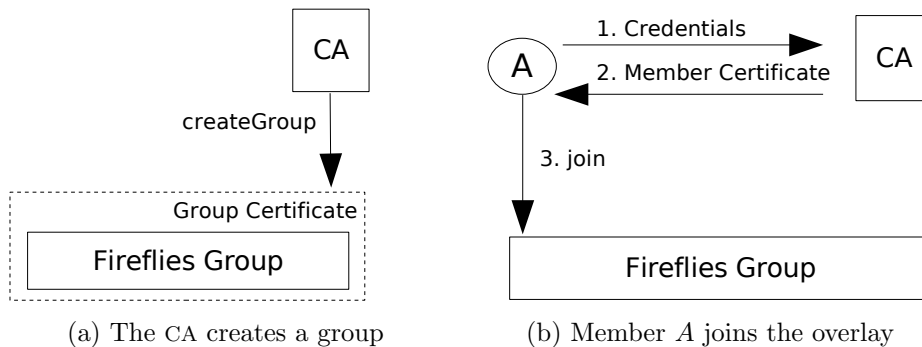 CA
createGroup
Group Certificate
Fireflies Group
(a) The CA creates a group
1. Credentials
A
CA
2. Member Certificate
3. join
Fireflies Group
(b) Member A joins the overlay